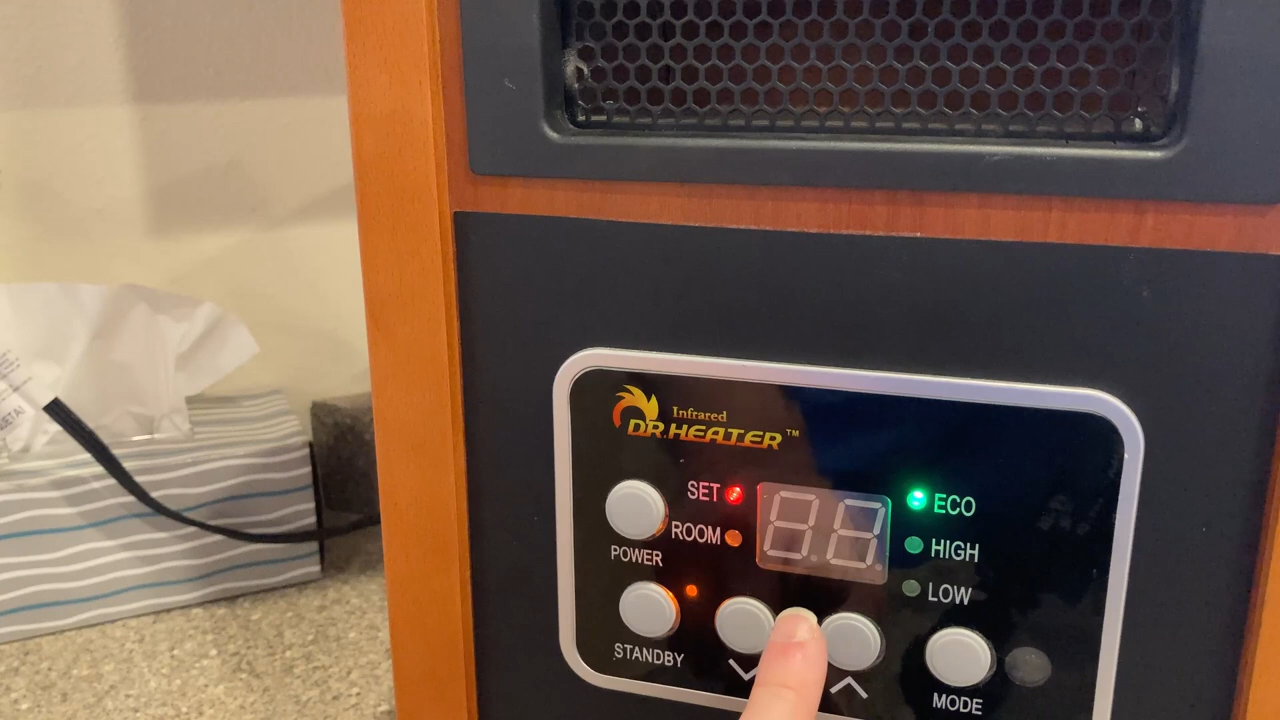 Infrared
DR. HEATER™
SET
ROOM
POWER
STANDBY
ECO
HIGH
LOW
MODE